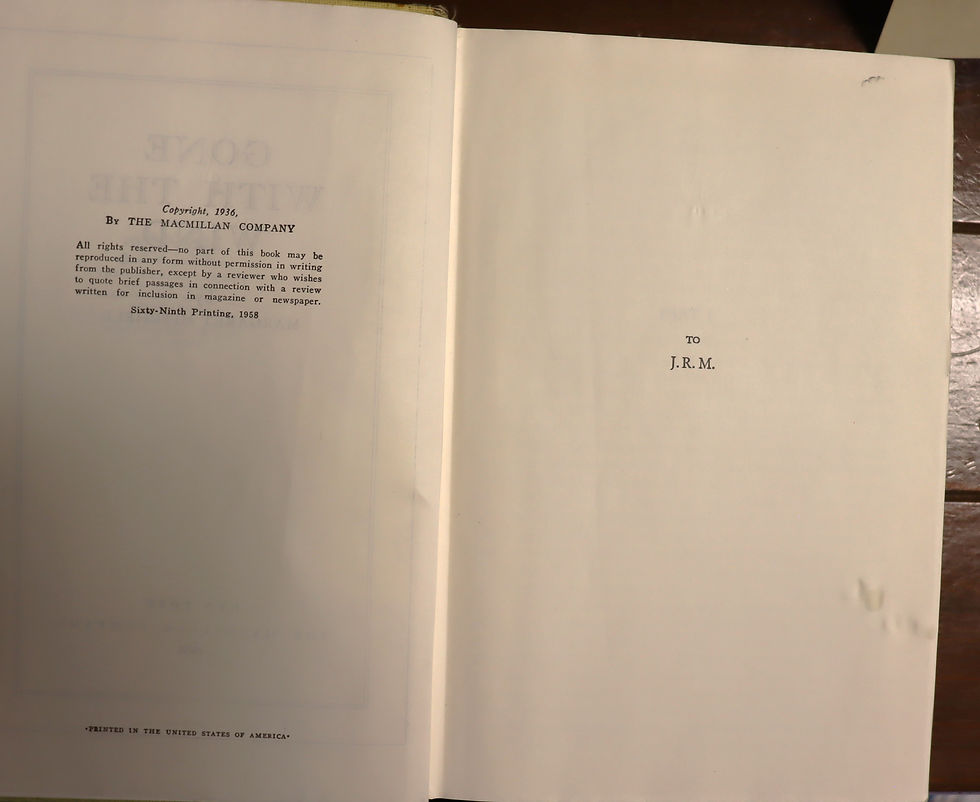 Copyright, 1936,
By THE MACMILLAN COMPANY
All rights reserved—no part of this book may be
reproduced in any form without permission in writing
from the publisher, except by a reviewer who wishes
to quote brief passages in connection with a review
written for inclusion in magazine or newspaper.
Sixty-Ninth Printing, 1958
•PRINTED IN THE UNITED STATES OF AMERICA•
TO
J. R. M.
GONE
WITH THE